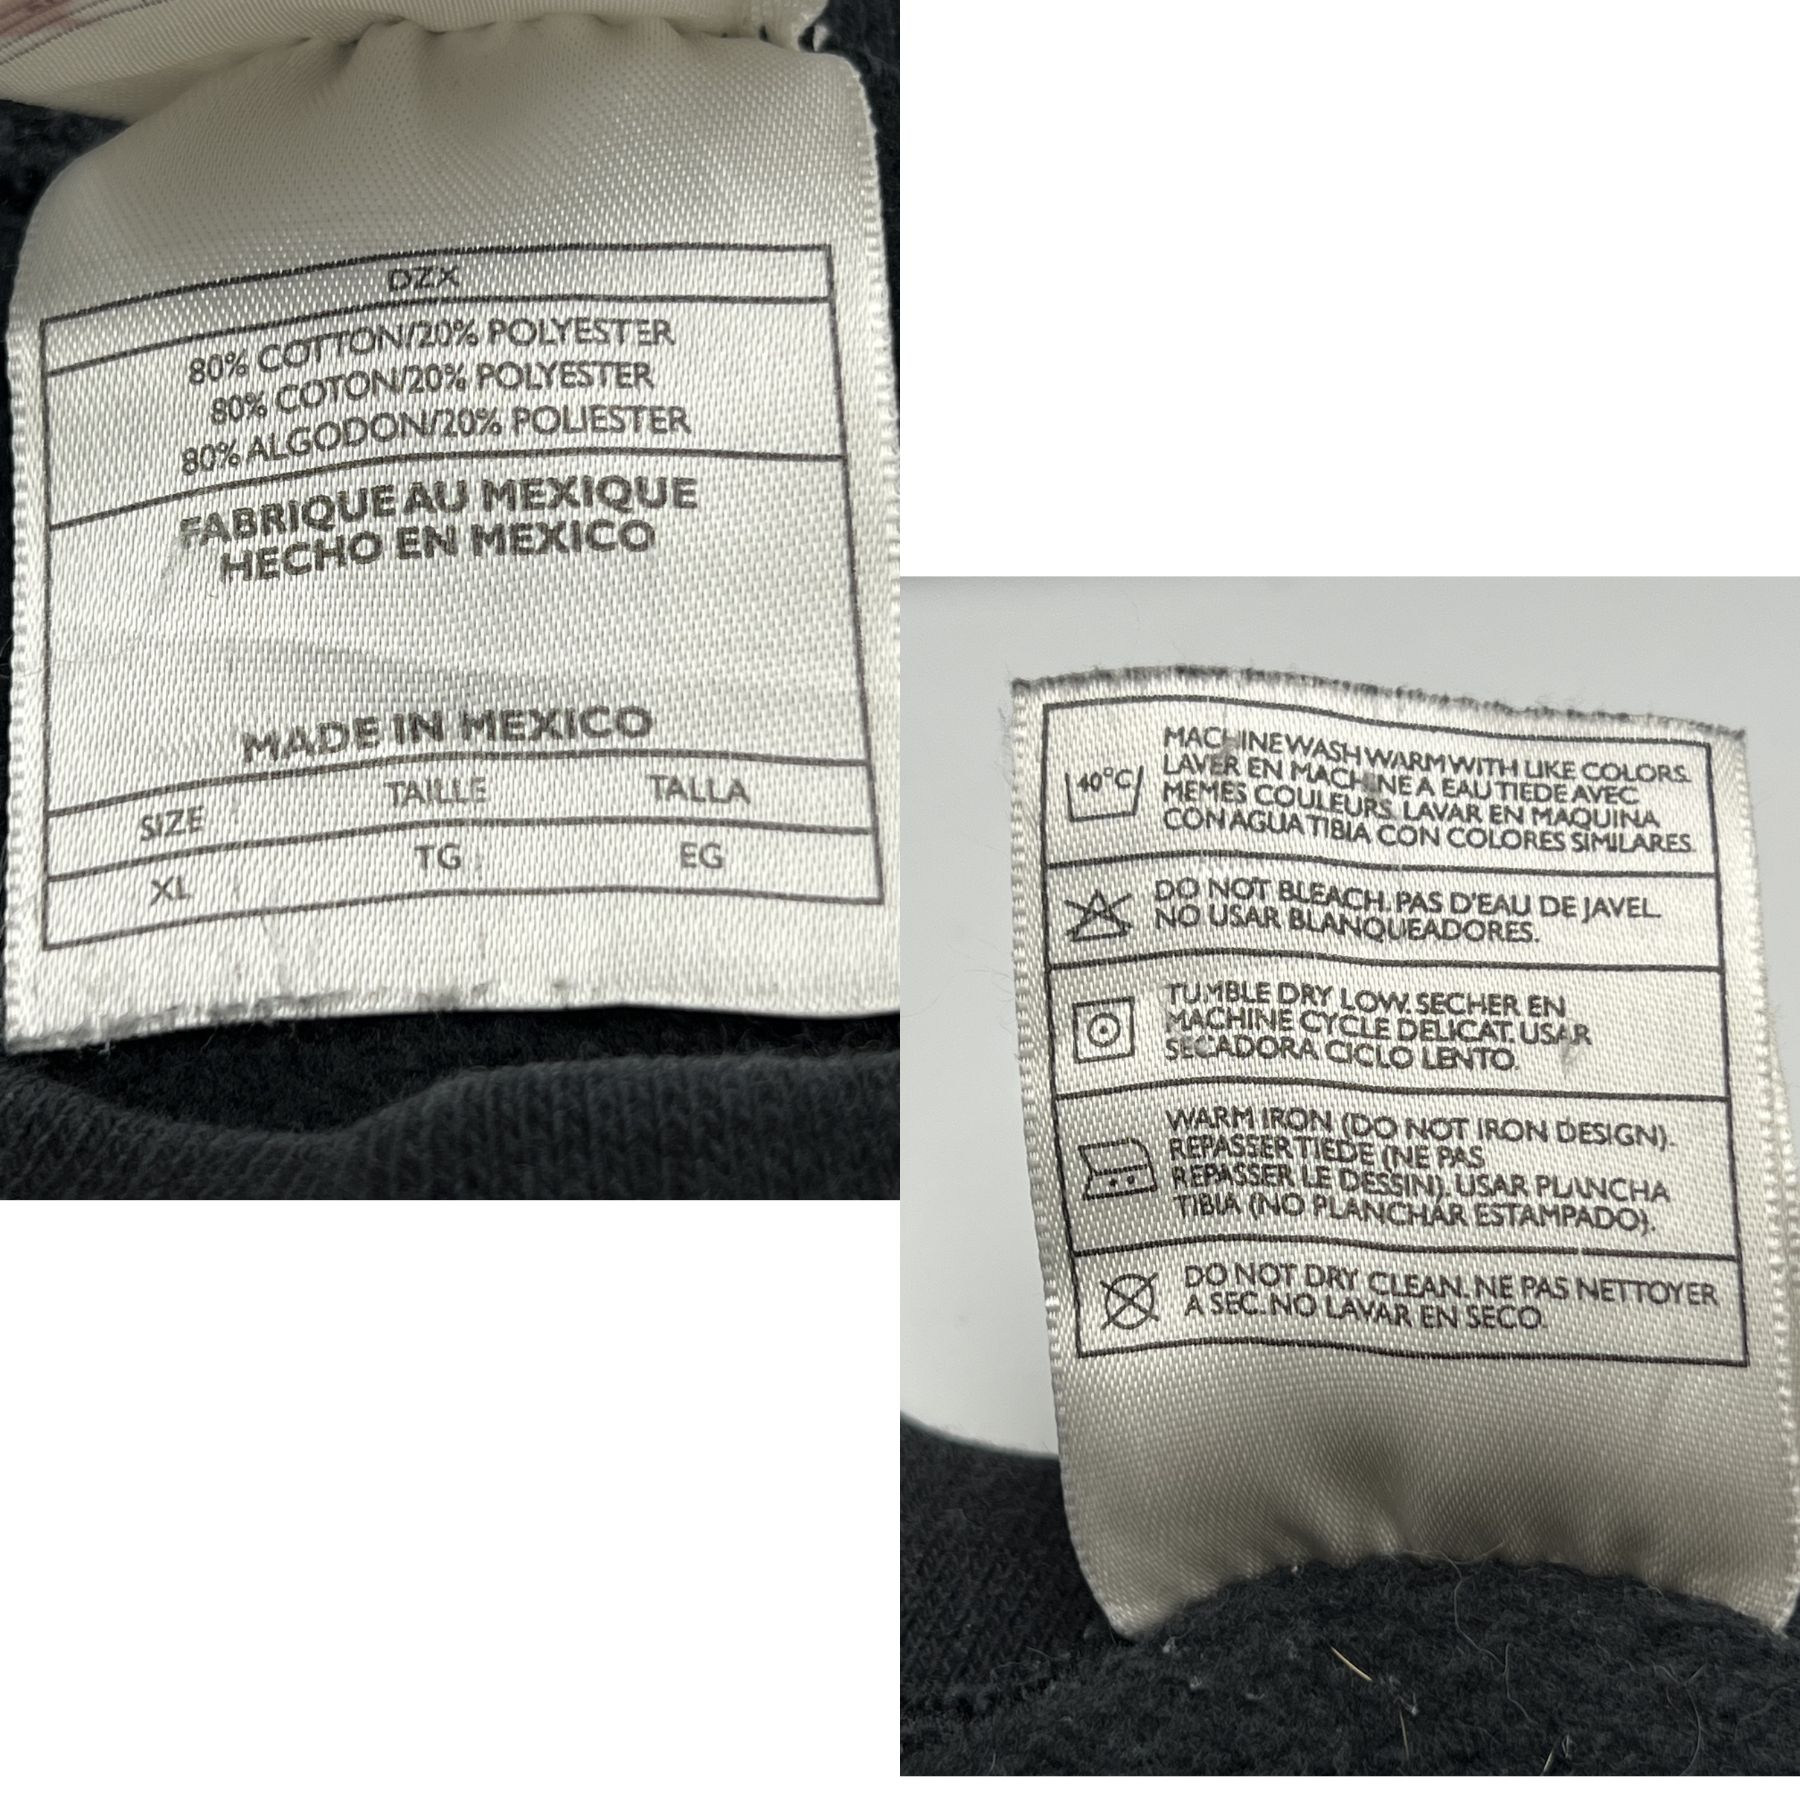 DZX
80% COTTON/20% POLYESTER
80% COTON/20% POLYESTER
80% ALGODON/20% POLIESTER
FABRIQUE AU MEXIQUE
HECHO EN MEXICO
MADE IN MEXICO
SIZE TAILLE TALLA
XL TG EG
40°C
MACHINE WASH WARM WITH LIKE COLORS.
LAVER EN MACHINE A EAU TIEDE AVEC
MEMES COULEURS. LAVAR EN MAQUINA
CON AGUA TIBIA CON COLORES SIMILARES.
DO NOT BLEACH. PAS D'EAU DE JAVEL.
NO USAR BLANQUEADORES.
TUMBLE DRY LOW. SECHER EN
MACHINE CYCLE DELICAT. USAR
SECADORA CICLO LENTO.
WARM IRON (DO NOT IRON DESIGN).
REPASSER TIEDE (NE PAS
REPASSER LE DESSIN). USAR PLANCHA
TIBIA (NO PLANCHAR ESTAMPADO).
DO NOT DRY CLEAN. NE PAS NETTOYER
A SEC. NO LAVAR EN SECO.